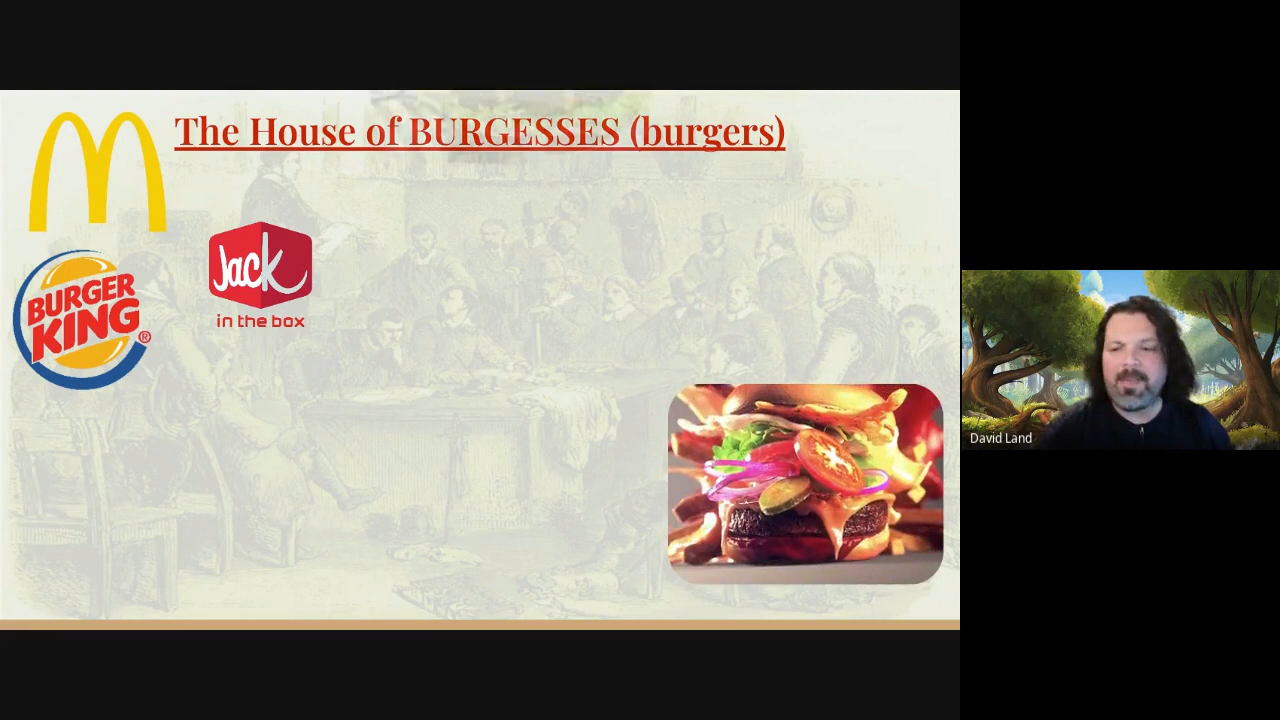 The House of BURGESSES (burgers)
Jack
in the box
BURGER
KING®
David Land